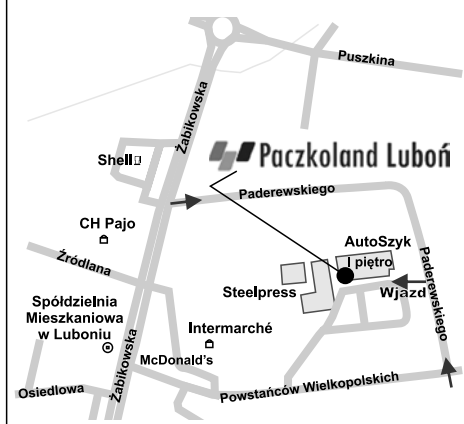 Puszkina
Żabikowska
Shell
Paczkoland Luboń
Paderewskiego
CH Pajo
AutoSzyk
I piętro
Źródlana
Paderewskiego
Steelpress
Wjazd
Spółdzielnia
Mieszkaniowa
w Luboniu
Intermarché
McDonald's
Żabikowska
Osiedlowa
Powstańców Wielkopolskich